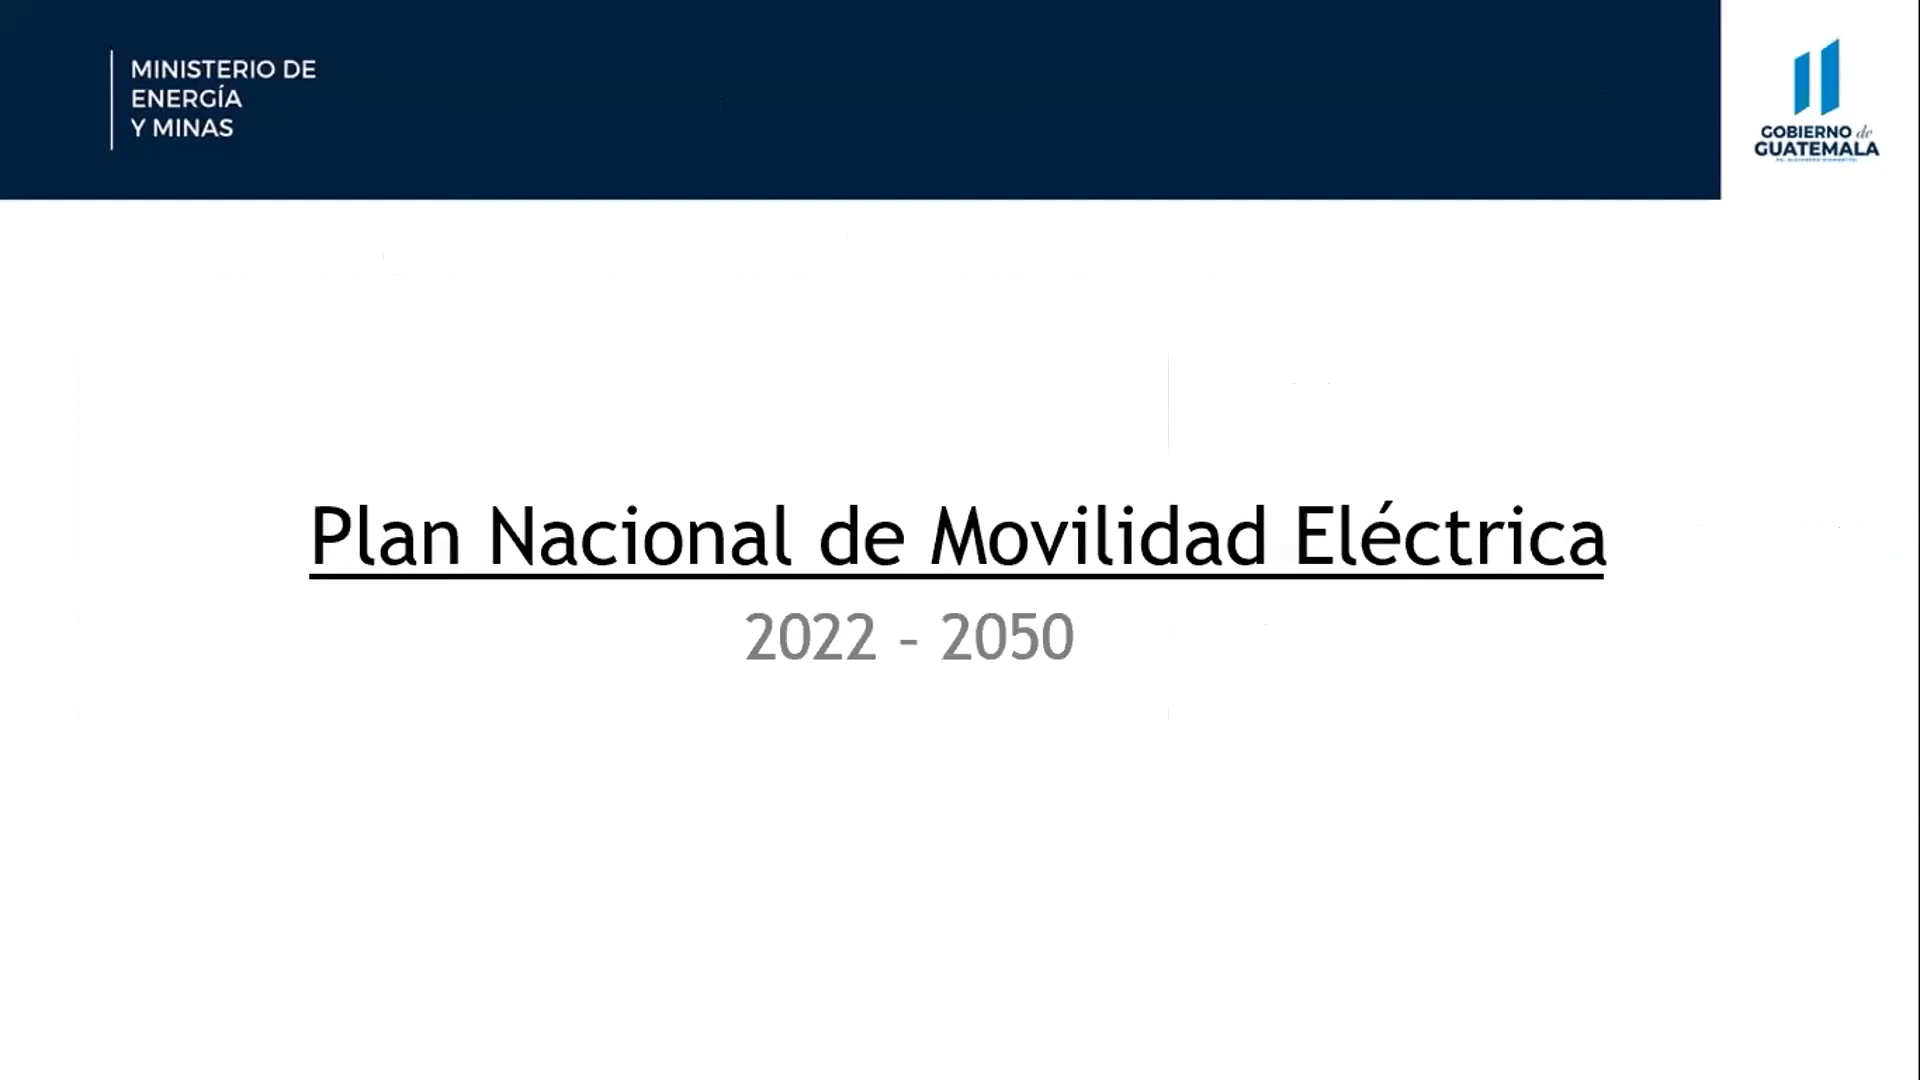 MINISTERIO DE
ENERGÍA
Y MINAS
GOBIERNO de
GUATEMALA
Plan Nacional de Movilidad Eléctrica
2022 - 2050